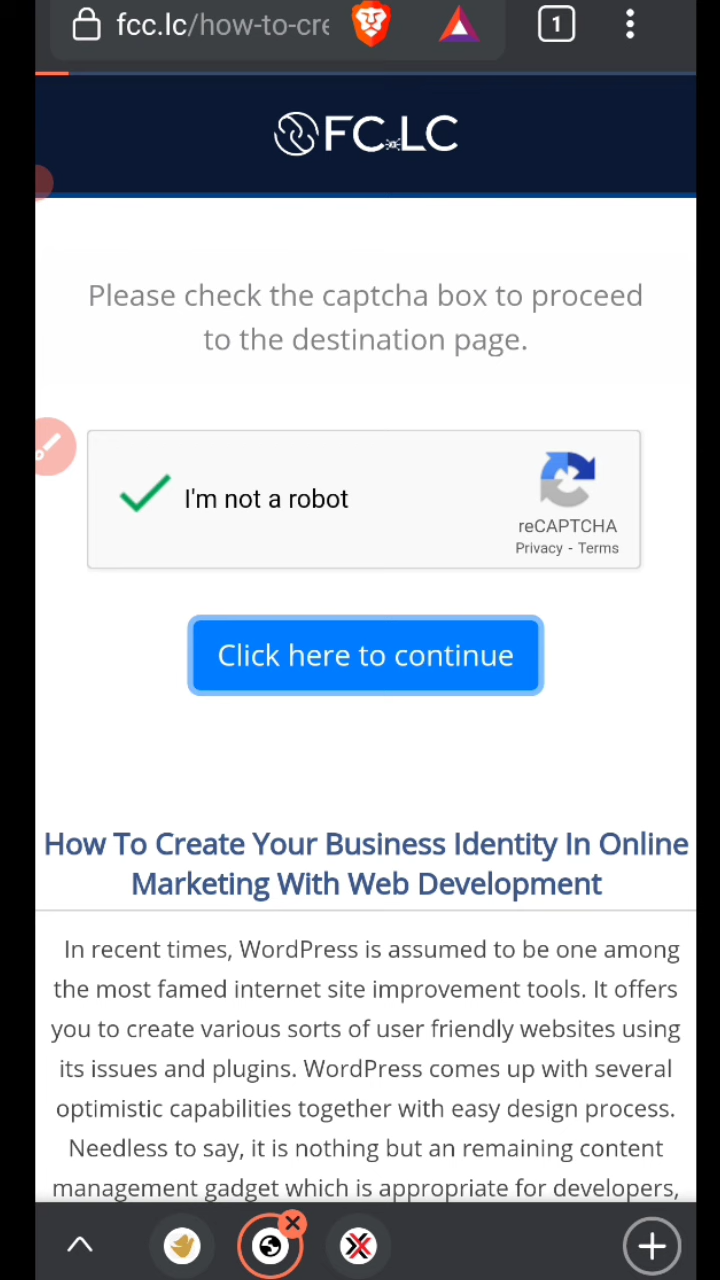 fcc.lc/how-to-cre
1
FC.LC
Please check the captcha box to proceed
to the destination page.
I'm not a robot
reCAPTCHA
Privacy - Terms
Click here to continue
How To Create Your Business Identity In Online
Marketing With Web Development
In recent times, WordPress is assumed to be one among
the most famed internet site improvement tools. It offers
you to create various sorts of user friendly websites using
its issues and plugins. WordPress comes up with several
optimistic capabilities together with easy design process.
Needless to say, it is nothing but an remaining content
management gadget which is appropriate for developers,